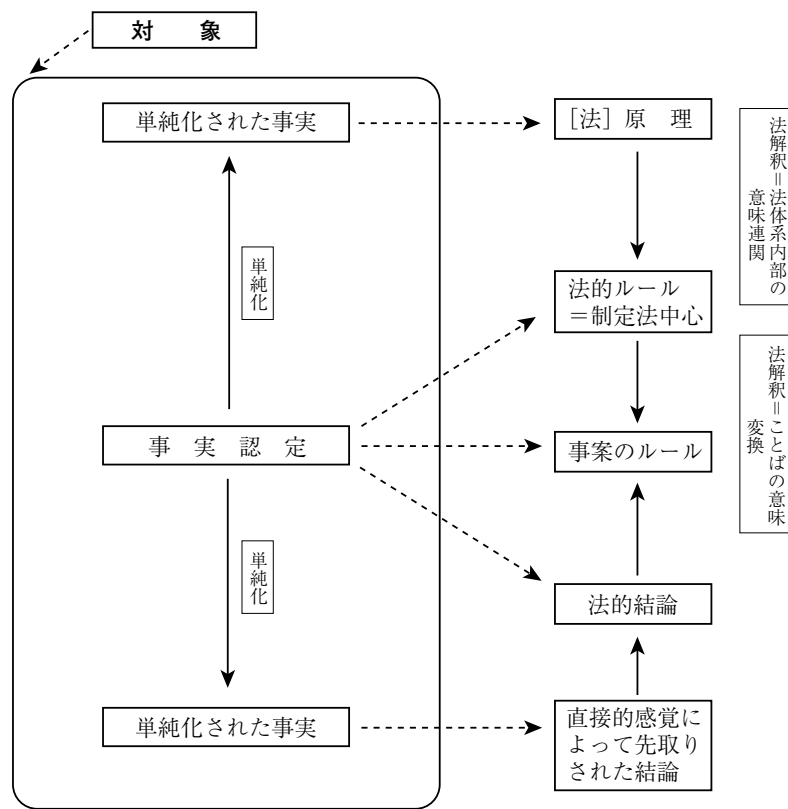 対　象
単純化された事実
［法］原　理
法解釈＝法体系内部の
意味連関
単純化
法的ルール
＝制定法中心
法解釈＝ことばの意味
変換
事　実　認　定
事案のルール
単純化
法的結論
単純化された事実
直接的感覚に
よって先取り
された結論